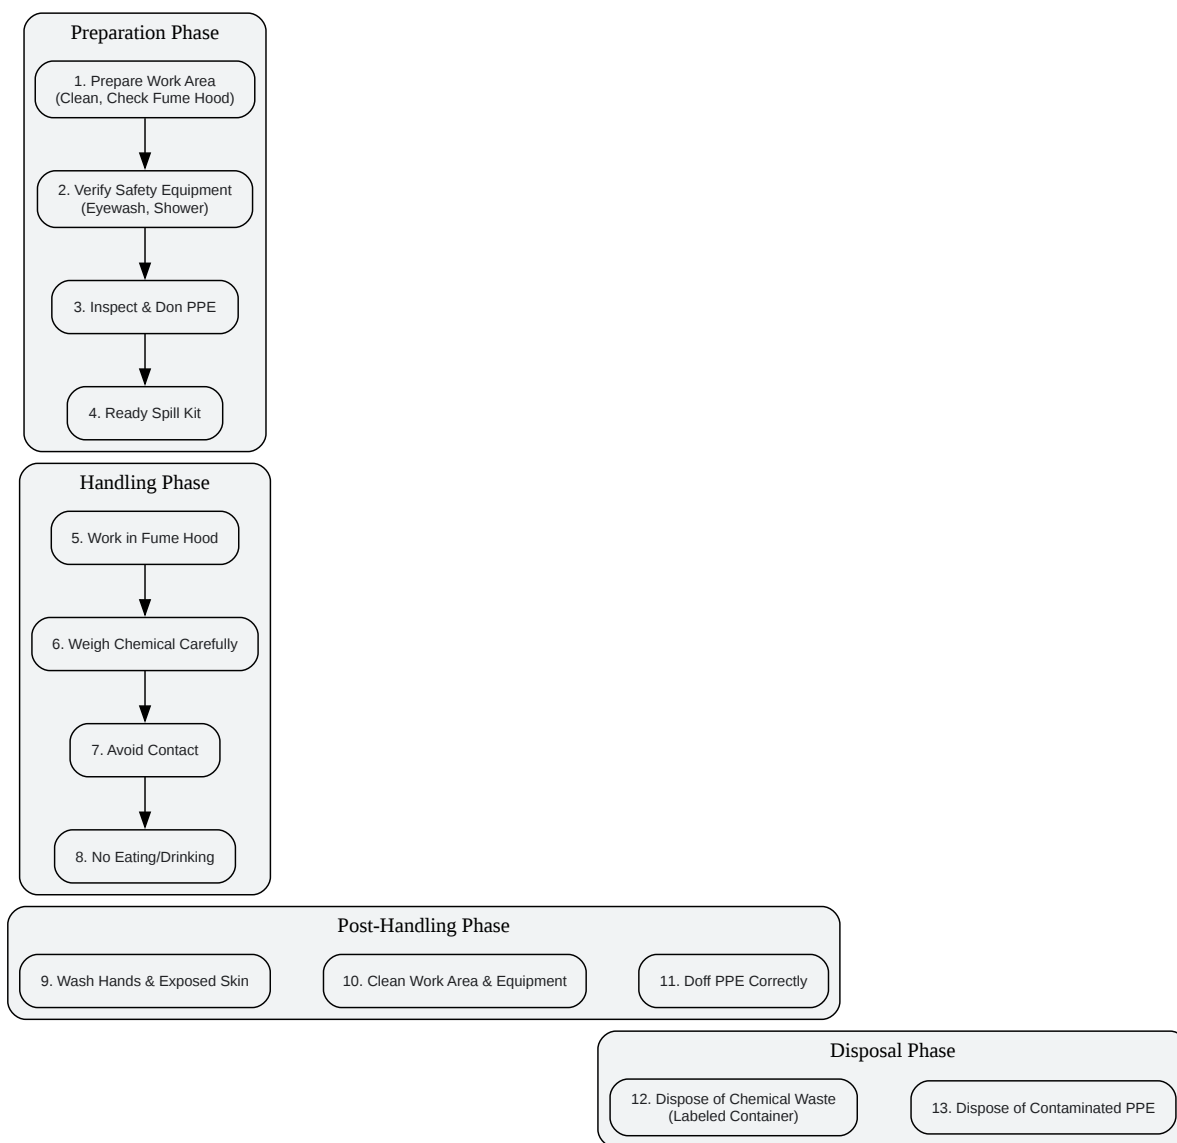 Preparation Phase
1. Prepare Work Area
(Clean, Check Fume Hood)
2. Verify Safety Equipment
(Eyewash, Shower)
3. Inspect & Don PPE
4. Ready Spill Kit
Handling Phase
5. Work in Fume Hood
6. Weigh Chemical Carefully
7. Avoid Contact
8. No Eating/Drinking
Post-Handling Phase
9. Wash Hands & Exposed Skin
10. Clean Work Area & Equipment
11. Doff PPE Correctly
Disposal Phase
12. Dispose of Chemical Waste
(Labeled Container)
13. Dispose of Contaminated PPE